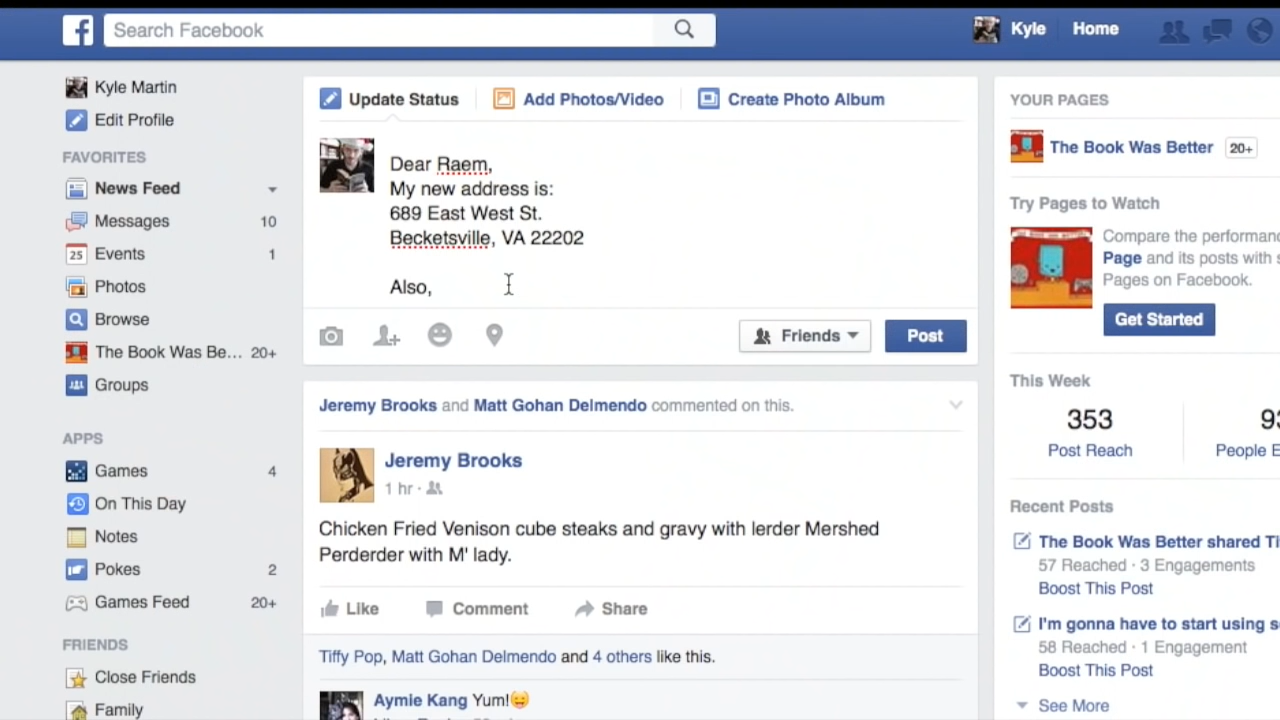 Search Facebook
Kyle
Home
Kyle Martin
Edit Profile
FAVORITES
News Feed
Messages 10
25 Events 1
Photos
Browse
The Book Was Be... 20+
Groups
APPS
Games 4
On This Day
Notes
Pokes 2
Games Feed 20+
FRIENDS
Close Friends
Family
Update Status
Add Photos/Video
Create Photo Album
Dear Raem,
My new address is:
689 East West St.
Becketsville, VA 22202
Also,
Friends
Post
Jeremy Brooks and Matt Gohan Delmendo commented on this.
Jeremy Brooks
1 hr ·
Chicken Fried Venison cube steaks and gravy with lerder Mershed
Perderder with M' lady.
Like
Comment
Share
Tiffy Pop, Matt Gohan Delmendo and 4 others like this.
Aymie Kang Yum!
YOUR PAGES
The Book Was Better 20+
Try Pages to Watch
Compare the performanc
Page and its posts with s
Pages on Facebook.
Get Started
This Week
353
Post Reach
93
People E
Recent Posts
The Book Was Better shared Ti
57 Reached · 3 Engagements
Boost This Post
I'm gonna have to start using s
58 Reached · 1 Engagement
Boost This Post
See More